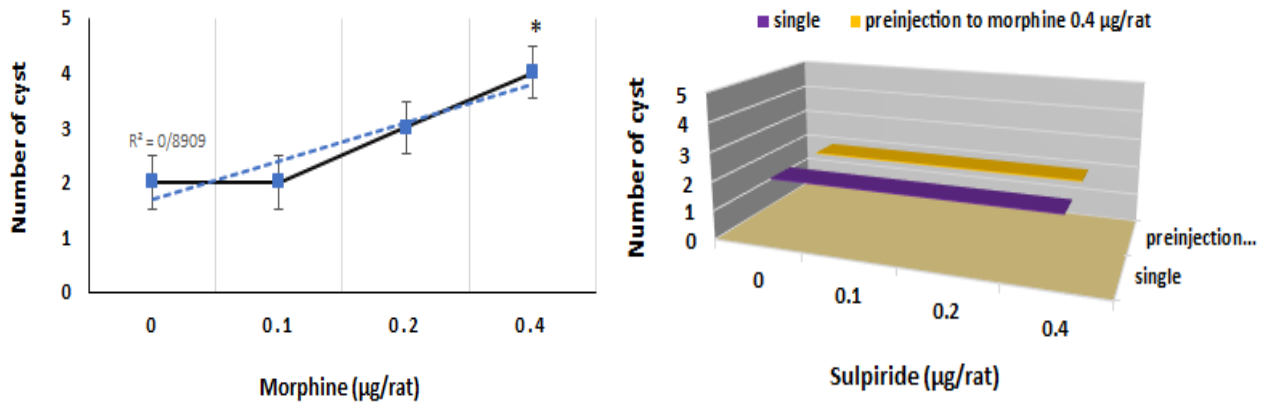 5
4
3
2
1
0
Number of cyst
R² = 0/8909
*
0 0.1 0.2 0.4
Morphine (µg/rat)
single preinjection to morphine 0.4 µg/rat
5
4
3
2
1
0
Number of cyst
preinjection...
single
0 0.1 0.2 0.4
Sulpiride (µg/rat)